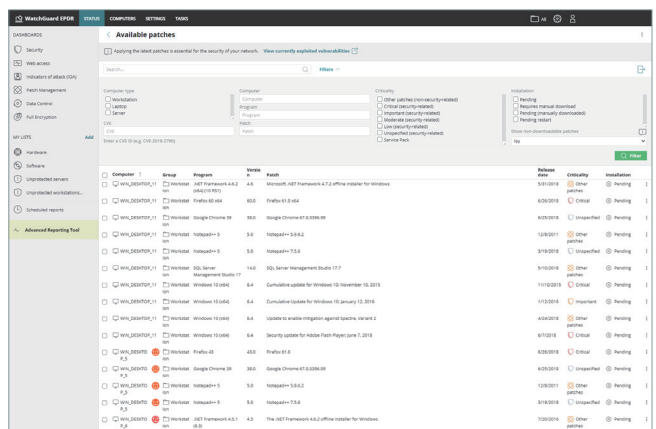 WatchGuard EPDR STATUS COMPUTERS SETTINGS TASKS All
DASHBOARDS
Security
Web access
Indicators of attack (IOA)
Patch Management
Data Control
Full Encryption
MY LISTS Add
Hardware
Software
Unprotected servers
Unprotected workstations...
Scheduled reports
Advanced Reporting Tool
Available patches
Applying the latest patches is essential for the security of your network. View currently exploited vulnerabilities
Search... Filters
Computer type
Workstation
Laptop
Server
CVE
CVE
Enter a CVE ID (e.g. CVE-2018-2790)
Computer
Computer
Program
Program
Patch
Patch
Criticality
Other patches (non-security-related)
Critical (security-related)
Important (security-related)
Moderate (security-related)
Low (security-related)
Unspecified (security-related)
Service Pack
Installation
Pending
Requires manual download
Pending (manually downloaded)
Pending restart
Show non-downloadable patches
No
Filter
Computer Group Program Version Patch Release date Criticality Installation
WIN_DESKTOP_11 Workstation .NET Framework 4.6.2 (x64) (10 RS1) 4.6 Microsoft .NET Framework 4.7.2 offline installer for Windows 5/31/2018 Other patches Pending
WIN_DESKTOP_11 Workstation Firefox 60 x64 60.0 Firefox 61.0 x64 6/26/2018 Critical Pending
WIN_DESKTOP_11 Workstation Google Chrome 39 39.0 Google Chrome 67.0.3396.99 6/25/2018 Unspecified Pending
WIN_DESKTOP_11 Workstation Notepad++ 5 5.0 Notepad++ 5.9.6.2 12/8/2011 Other patches Pending
WIN_DESKTOP_11 Workstation Notepad++ 5 5.0 Notepad++ 7.5.6 3/19/2018 Unspecified Pending
WIN_DESKTOP_11 Workstation SQL Server Management Studio 17 14.0 SQL Server Management Studio 17.7 5/10/2018 Other patches Pending
WIN_DESKTOP_11 Workstation Windows 10 (x64) 6.4 Cumulative update for Windows 10: November 10, 2015 11/10/2015 Critical Pending
WIN_DESKTOP_11 Workstation Windows 10 (x64) 6.4 Cumulative Update for Windows 10: January 12, 2016 1/12/2016 Important Pending
WIN_DESKTOP_11 Workstation Windows 10 (x64) 6.4 Update to enable mitigation against Spectre, Variant 2 4/24/2018 Other patches Pending
WIN_DESKTOP_11 Workstation Windows 10 (x64) 6.4 Security update for Adobe Flash Player: June 7, 2018 6/7/2018 Critical Pending
WIN_DESKTOP_5 Workstation Firefox 43 43.0 Firefox 61.0 6/26/2018 Critical Pending
WIN_DESKTOP_5 Workstation Google Chrome 39 39.0 Google Chrome 67.0.3396.99 6/25/2018 Unspecified Pending
WIN_DESKTOP_5 Workstation Notepad++ 5 5.0 Notepad++ 5.9.6.2 12/8/2011 Other patches Pending
WIN_DESKTOP_5 Workstation Notepad++ 5 5.0 Notepad++ 7.5.6 3/19/2018 Unspecified Pending
WIN_DESKTOP_6 Workstation .NET Framework 4.5.1 (6.3) 4.5 The .NET Framework 4.6.2 offline installer for Windows 7/20/2016 Other patches Pending